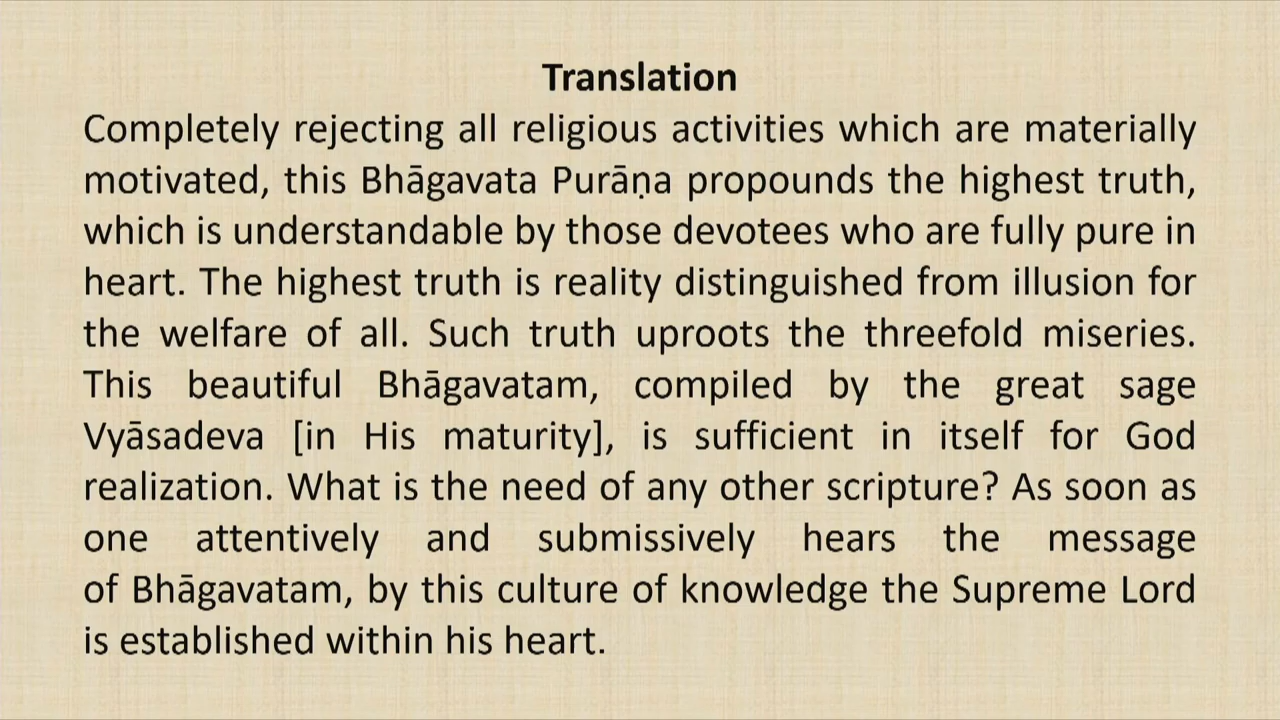 Translation
Completely rejecting all religious activities which are materially
motivated, this Bhāgavata Purāṇa propounds the highest truth,
which is understandable by those devotees who are fully pure in
heart. The highest truth is reality distinguished from illusion for
the welfare of all. Such truth uproots the threefold miseries.
This beautiful Bhāgavatam, compiled by the great sage
Vyāsadeva [in His maturity], is sufficient in itself for God
realization. What is the need of any other scripture? As soon as
one attentively and submissively hears the message
of Bhāgavatam, by this culture of knowledge the Supreme Lord
is established within his heart.